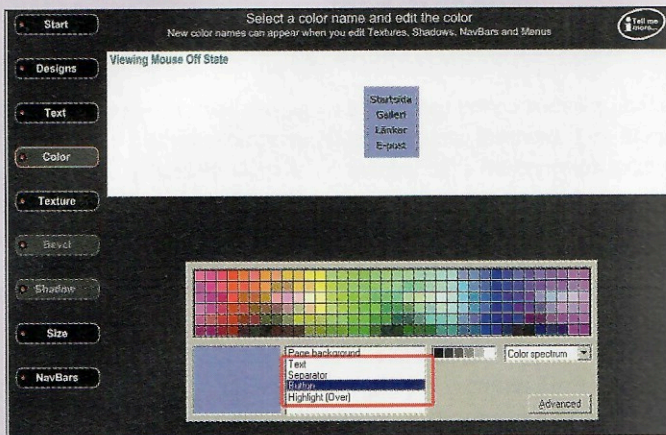 Start
Select a color name and edit the color
New color names can appear when you edit Textures, Shadows, NavBars and Menus
Tell me more...
Designs
Viewing Mouse Off State
Text
Startsida
Galleri
Länkar
E-post
Color
Texture
Bevel
Shadow
Size
NavBars
Page background
Text
Separator
Button
Highlight (Over)
Color spectrum
Advanced